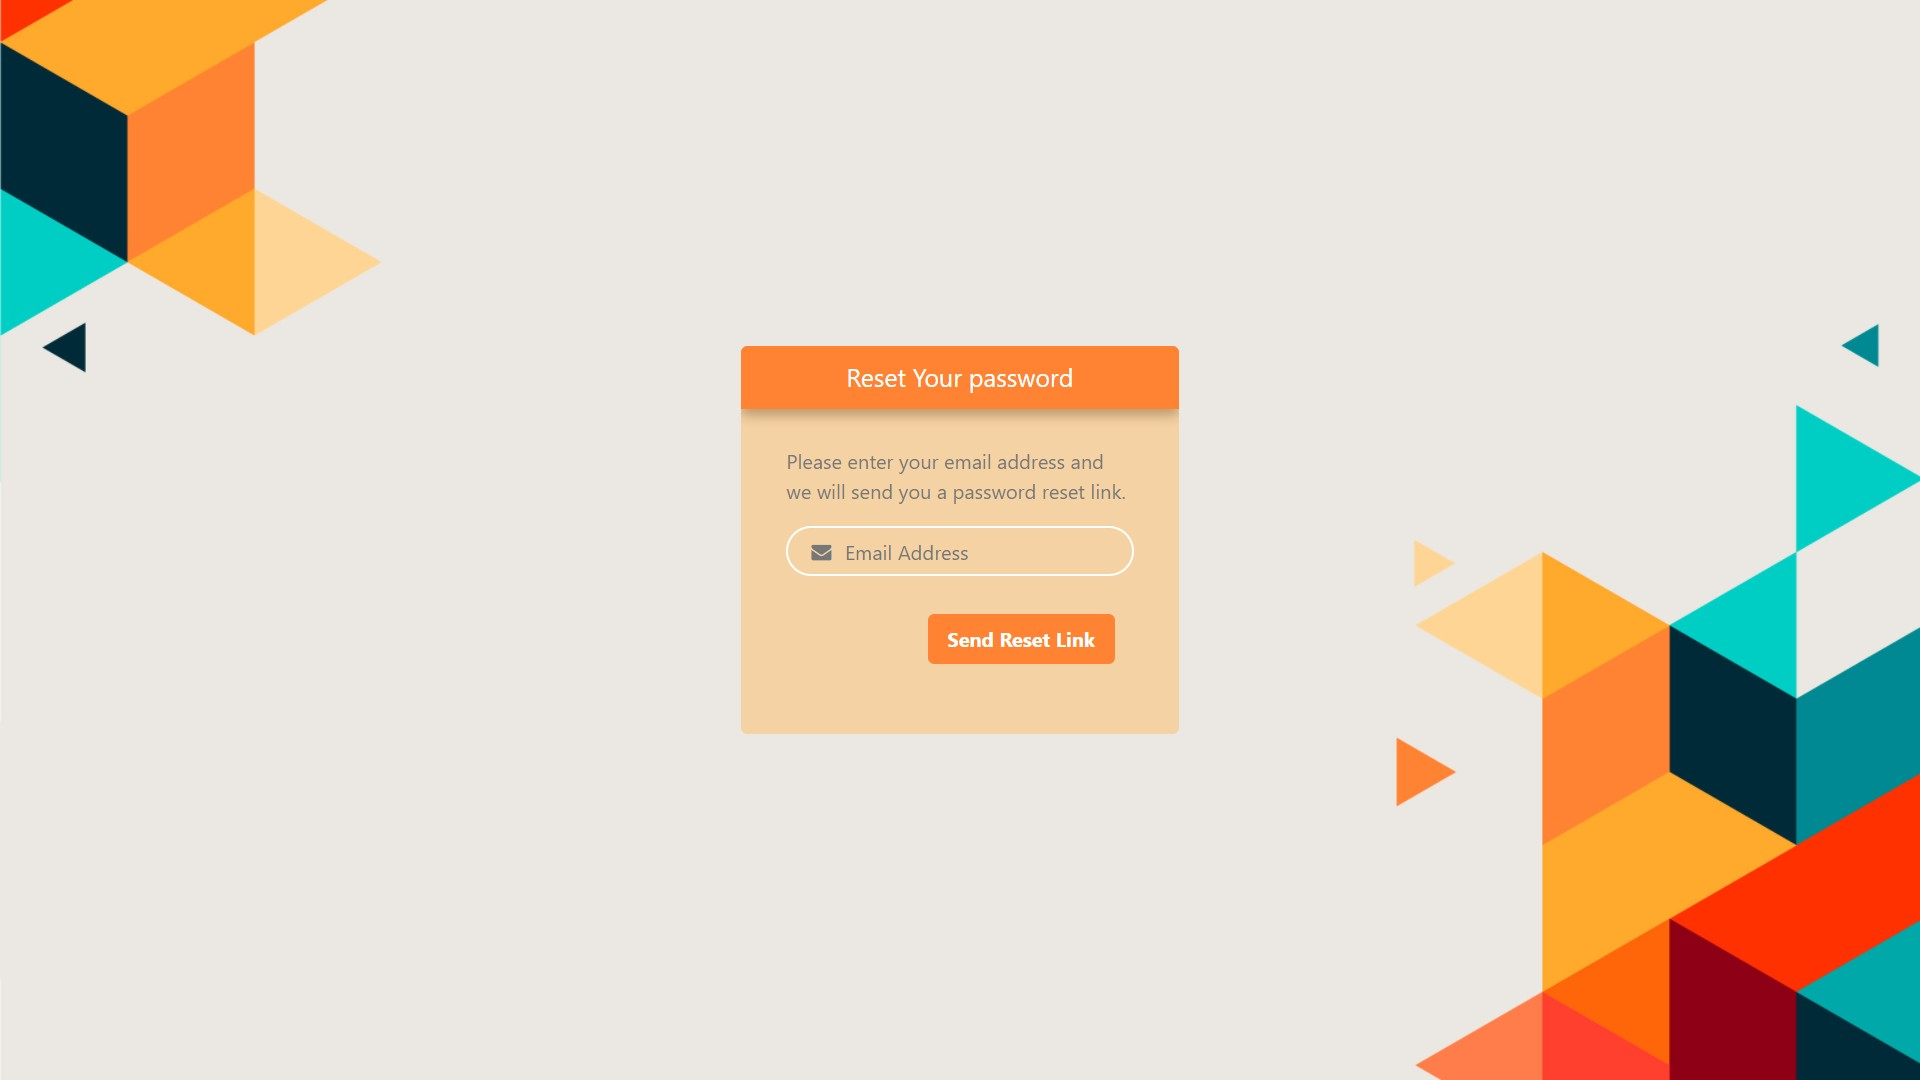 Reset Your password
Please enter your email address and
we will send you a password reset link.
Email Address
Send Reset Link